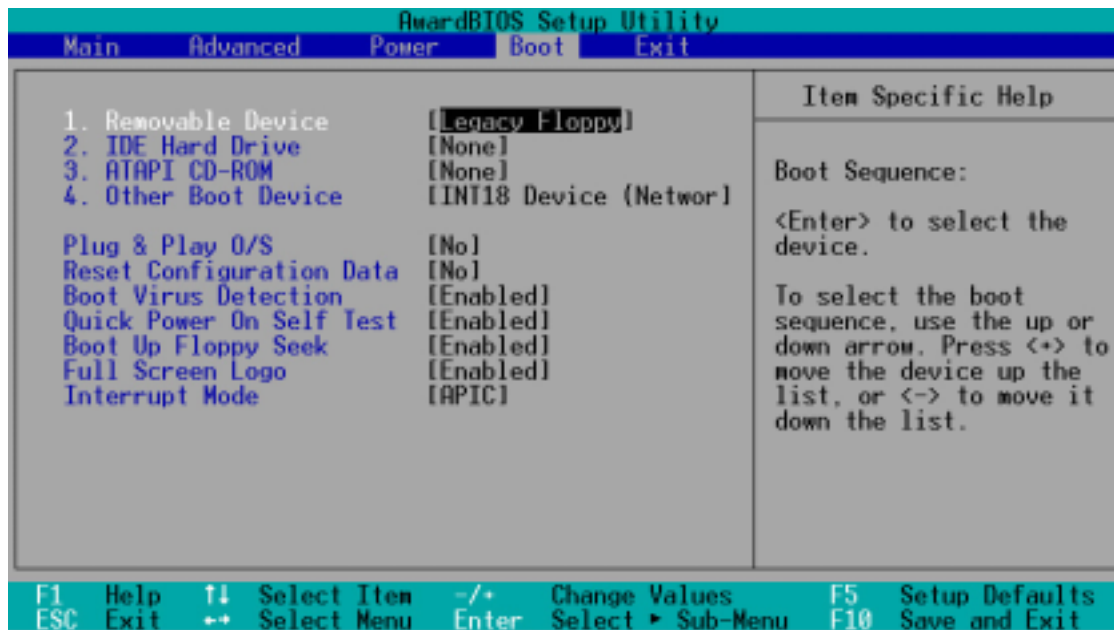 AwardBIOS Setup Utility
Main Advanced Power Boot Exit
1. Removable Device [Legacy Floppy]
2. IDE Hard Drive [None]
3. ATAPI CD-ROM [None]
4. Other Boot Device [INT18 Device (Networ]
Plug & Play O/S [No]
Reset Configuration Data [No]
Boot Virus Detection [Enabled]
Quick Power On Self Test [Enabled]
Boot Up Floppy Seek [Enabled]
Full Screen Logo [Enabled]
Interrupt Mode [APIC]
Item Specific Help
Boot Sequence:
<Enter> to select the
device.
To select the boot
sequence, use the up or
down arrow. Press <+> to
move the device up the
list, or <-> to move it
down the list.
F1 Help ↑↓ Select Item -/+ Change Values F5 Setup Defaults
ESC Exit ←→ Select Menu Enter Select ► Sub-Menu F10 Save and Exit